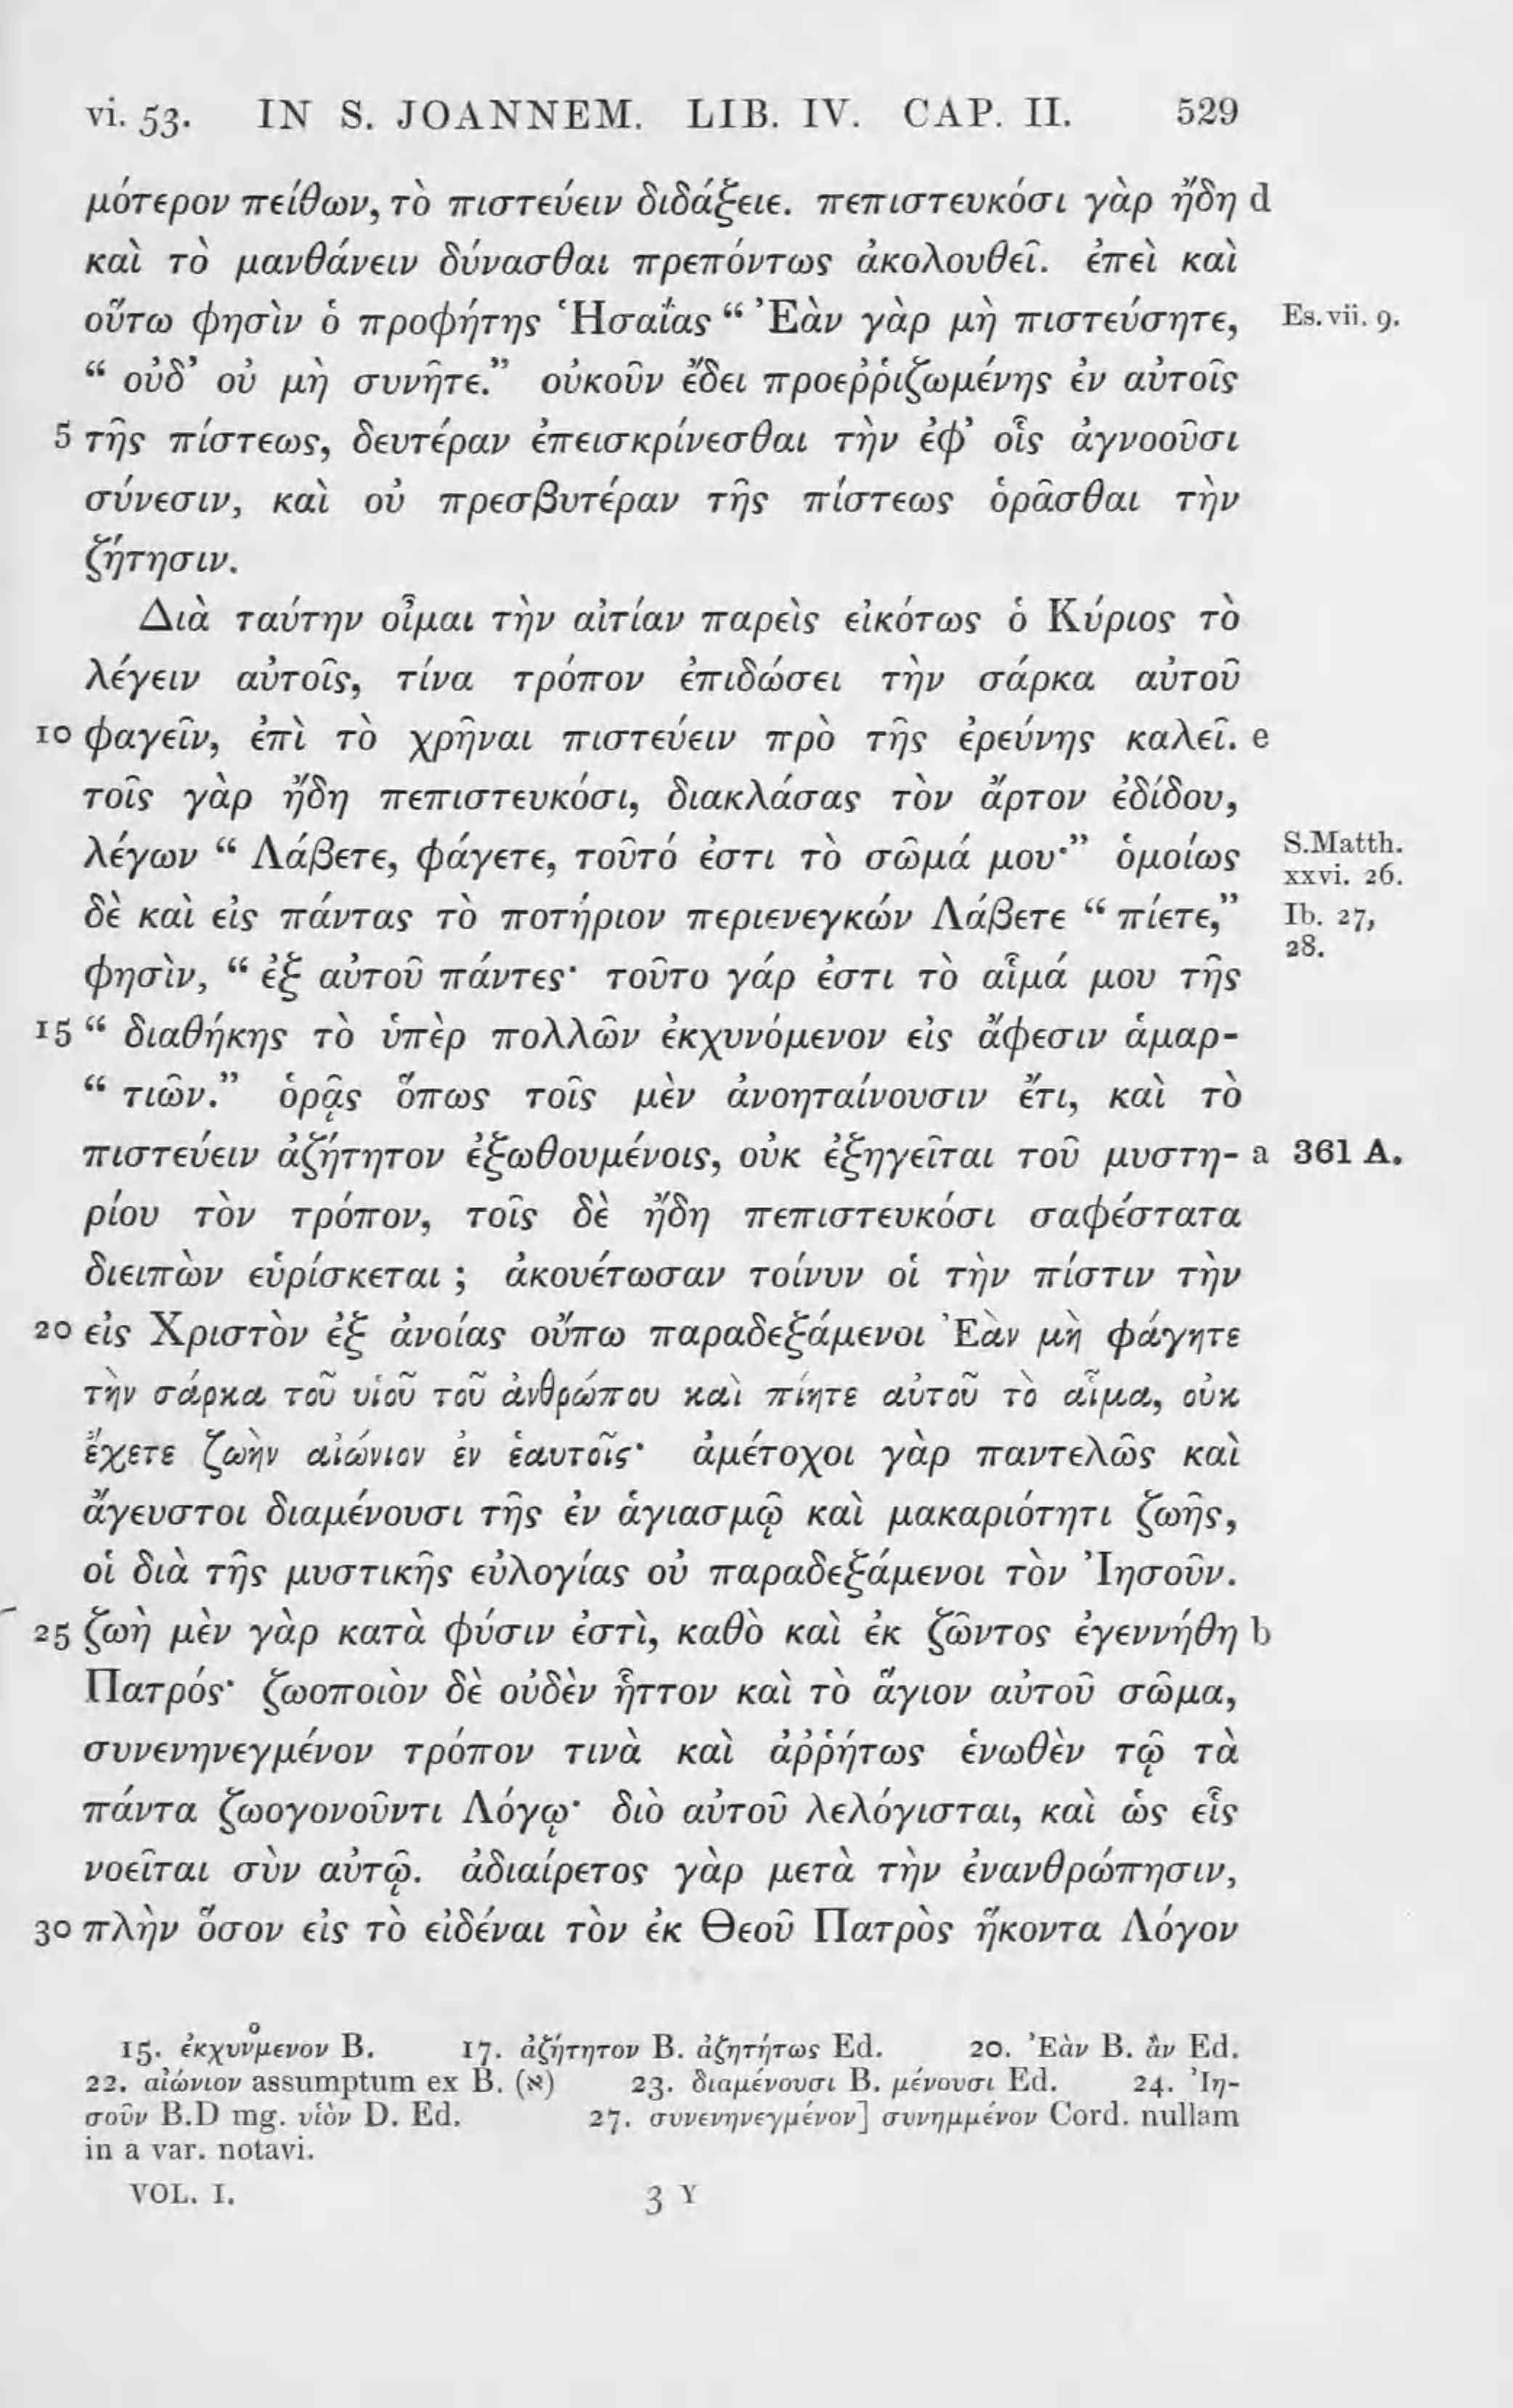 vi. 53. IN S. JOANNEM. LIB. IV. CAP. II. 529
μότερον πείθων, τὸ πιστεύειν διδάξειε. πεπιστευκόσι γὰρ ἤδη d
καὶ τὸ μανθάνειν δύνασθαι πρεπόντως ἀκολουθεῖ. ἐπεὶ καὶ
οὕτω φησὶν ὁ προφήτης Ἡσαΐας “ Ἐὰν γὰρ μὴ πιστεύσητε, Es. vii. 9.
“ οὐδ’ οὐ μὴ συνῆτε.” οὐκοῦν ἔδει προεῤῥιζωμένης ἐν αὐτοῖς
5 τῆς πίστεως, δευτέραν ἐπεισκρίνεσθαι τὴν ἐφ’ οἷς ἀγνοοῦσι
σύνεσιν, καὶ οὐ πρεσβυτέραν τῆς πίστεως ὁρᾶσθαι τὴν
ζήτησιν.
Διὰ ταύτην οἶμαι τὴν αἰτίαν παρεὶς εἰκότως ὁ Κύριος τὸ
λέγειν αὐτοῖς, τίνα τρόπον ἐπιδώσει τὴν σάρκα αὐτοῦ
10 φαγεῖν, ἐπὶ τὸ χρῆναι πιστεύειν πρὸ τῆς ἐρεύνης καλεῖ. e
τοῖς γὰρ ἤδη πεπιστευκόσι, διακλάσας τὸν ἄρτον ἐδίδου,
λέγων “ Λάβετε, φάγετε, τοῦτό ἐστι τὸ σῶμά μου·” ὁμοίως S. Matth. xxvi. 26.
δὲ καὶ εἰς πάντας τὸ ποτήριον περιενεγκών Λάβετε “ πίετε,” Ib. 27, 28.
φησὶν, “ ἐξ αὐτοῦ πάντες· τοῦτο γάρ ἐστι τὸ αἷμά μου τῆς
15 “ διαθήκης τὸ ὑπὲρ πολλῶν ἐκχυνόμενον εἰς ἄφεσιν ἁμαρ-
“ τιῶν.” ὁρᾷς ὅπως τοῖς μὲν ἀνοηταίνουσιν ἔτι, καὶ τὸ
πιστεύειν ἀζήτητον ἐξωθουμένοις, οὐκ ἐξηγεῖται τοῦ μυστη- a 361 A.
ρίου τὸν τρόπον, τοῖς δὲ ἤδη πεπιστευκόσι σαφέστατα
διειπὼν εὑρίσκεται ; ἀκουέτωσαν τοίνυν οἱ τὴν πίστιν τὴν
20 εἰς Χριστὸν ἐξ ἀνοίας οὔπω παραδεξάμενοι Ἐὰν μὴ φάγητε
τὴν σάρκα τοῦ υἱοῦ τοῦ ἀνθρώπου καὶ πίητε αὐτοῦ τὸ αἷμα, οὐκ
ἔχετε ζωὴν αἰώνιον ἐν ἑαυτοῖς· ἀμέτοχοι γὰρ παντελῶς καὶ
ἄγευστοι διαμένουσι τῆς ἐν ἁγιασμῷ καὶ μακαριότητι ζωῆς,
οἱ διὰ τῆς μυστικῆς εὐλογίας οὐ παραδεξάμενοι τὸν Ἰησοῦν.
25 ζωὴ μὲν γὰρ κατὰ φύσιν ἐστὶ, καθὸ καὶ ἐκ ζῶντος ἐγεννήθη b
Πατρός· ζωοποιὸν δὲ οὐδὲν ἧττον καὶ τὸ ἅγιον αὐτοῦ σῶμα,
συνενηνεγμένον τρόπον τινὰ καὶ ἀῤῥήτως ἑνωθὲν τῷ τὰ
πάντα ζωογονοῦντι Λόγῳ· διὸ αὐτοῦ λελόγισται, καὶ ὡς εἷς
νοεῖται σὺν αὐτῷ. ἀδιαίρετος γὰρ μετὰ τὴν ἐνανθρώπησιν,
30 πλὴν ὅσον εἰς τὸ εἰδέναι τὸν ἐκ Θεοῦ Πατρὸς ἥκοντα Λόγον
15. ἐκχυνoμενον B. 17. ἀζήτητον B. ἀζητήτως Ed. 20. Ἐὰν B. ἂν Ed.
22. αἰώνιον assumptum ex B. (א) 23. διαμένουσι B. μένουσι Ed. 24. Ἰη-
σοῦν B.D mg. υἱὸν D. Ed. 27. συνενηνεγμένον] συνημμένον Cord. nullam
in a var. notavi.
VOL. I. 3 Y